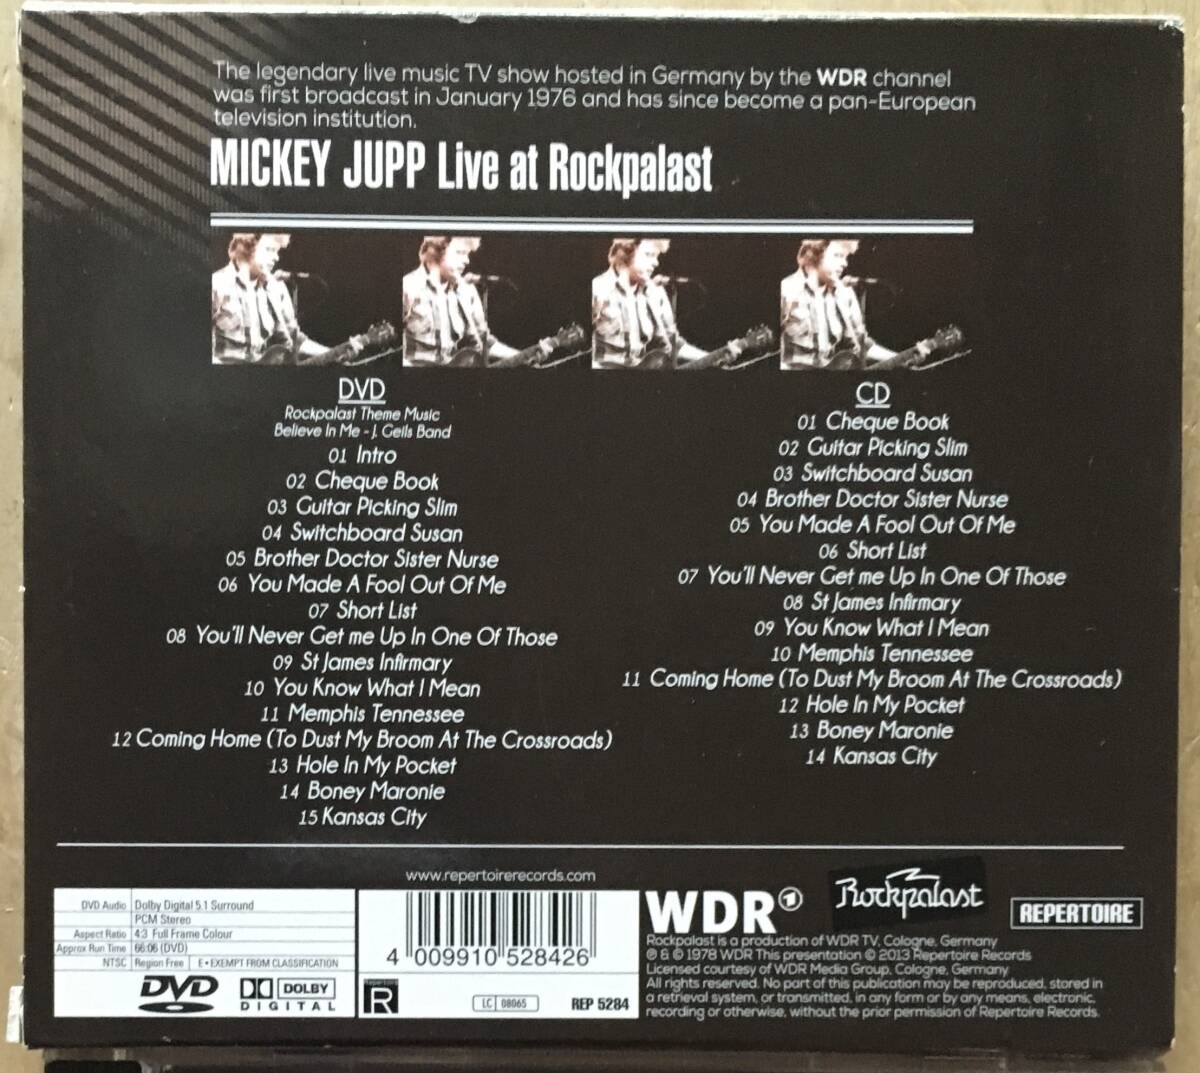 The legendary live music TV show hosted in Germany by the WDR channel
was first broadcast in January 1976 and has since become a pan-European
television institution.
MICKEY JUPP Live at Rockpalast
DVD
Rockpalast Theme Music
Believe In Me - J. Geils Band
01 Intro
02 Cheque Book
03 Guitar Picking Slim
04 Switchboard Susan
05 Brother Doctor Sister Nurse
06 You Made A Fool Out Of Me
07 Short List
08 You'll Never Get me Up In One Of Those
09 St James Infirmary
10 You Know What I Mean
11 Memphis Tennessee
12 Coming Home (To Dust My Broom At The Crossroads)
13 Hole In My Pocket
14 Boney Maronie
15 Kansas City
CD
01 Cheque Book
02 Guitar Picking Slim
03 Switchboard Susan
04 Brother Doctor Sister Nurse
05 You Made A Fool Out Of Me
06 Short List
07 You'll Never Get me Up In One Of Those
08 St James Infirmary
09 You Know What I Mean
10 Memphis Tennessee
11 Coming Home (To Dust My Broom At The Crossroads)
12 Hole In My Pocket
13 Boney Maronie
14 Kansas City
www.repertoirerecords.com
DVD Audio Dolby Digital 5.1 Surround
PCM Stereo
Aspect Ratio 4:3 Full Frame Colour
Approx Run Time 66:06 (DVD)
NTSC Region Free E • EXEMPT FROM CLASSIFICATION
DVD DOLBY
DIGITAL
4 009910 528426
Repertoire
R
LC 08065
REP 5284
WDR 1
Rockpalast
REPERTOIRE
Rockpalast is a production of WDR TV, Cologne, Germany
℗ & © 1978 WDR This presentation © 2013 Repertoire Records
Licensed courtesy of WDR Media Group, Cologne, Germany
All rights reserved. No part of this publication may be reproduced, stored in
a retrieval system, or transmitted, in any form or by any means, electronic,
recording or otherwise, without the prior permission of Repertoire Records.